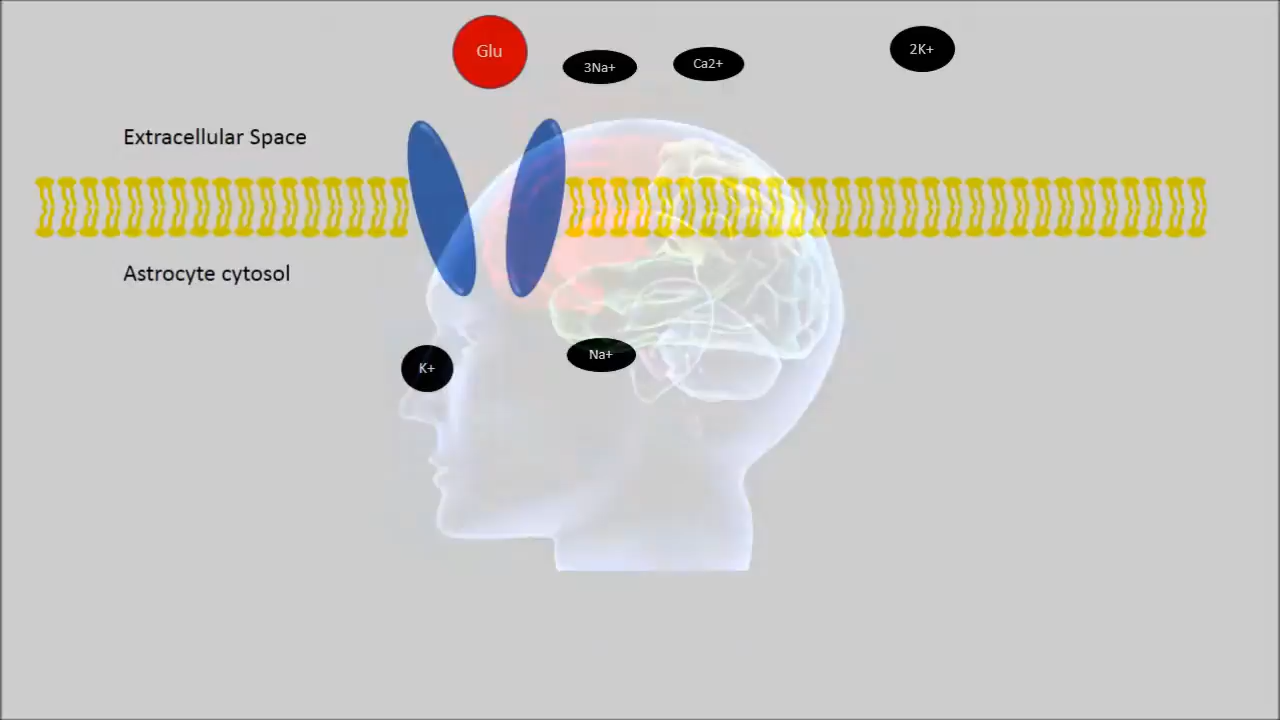 Glu
3Na+
Ca2+
2K+
Extracellular Space
Astrocyte cytosol
K+
Na+